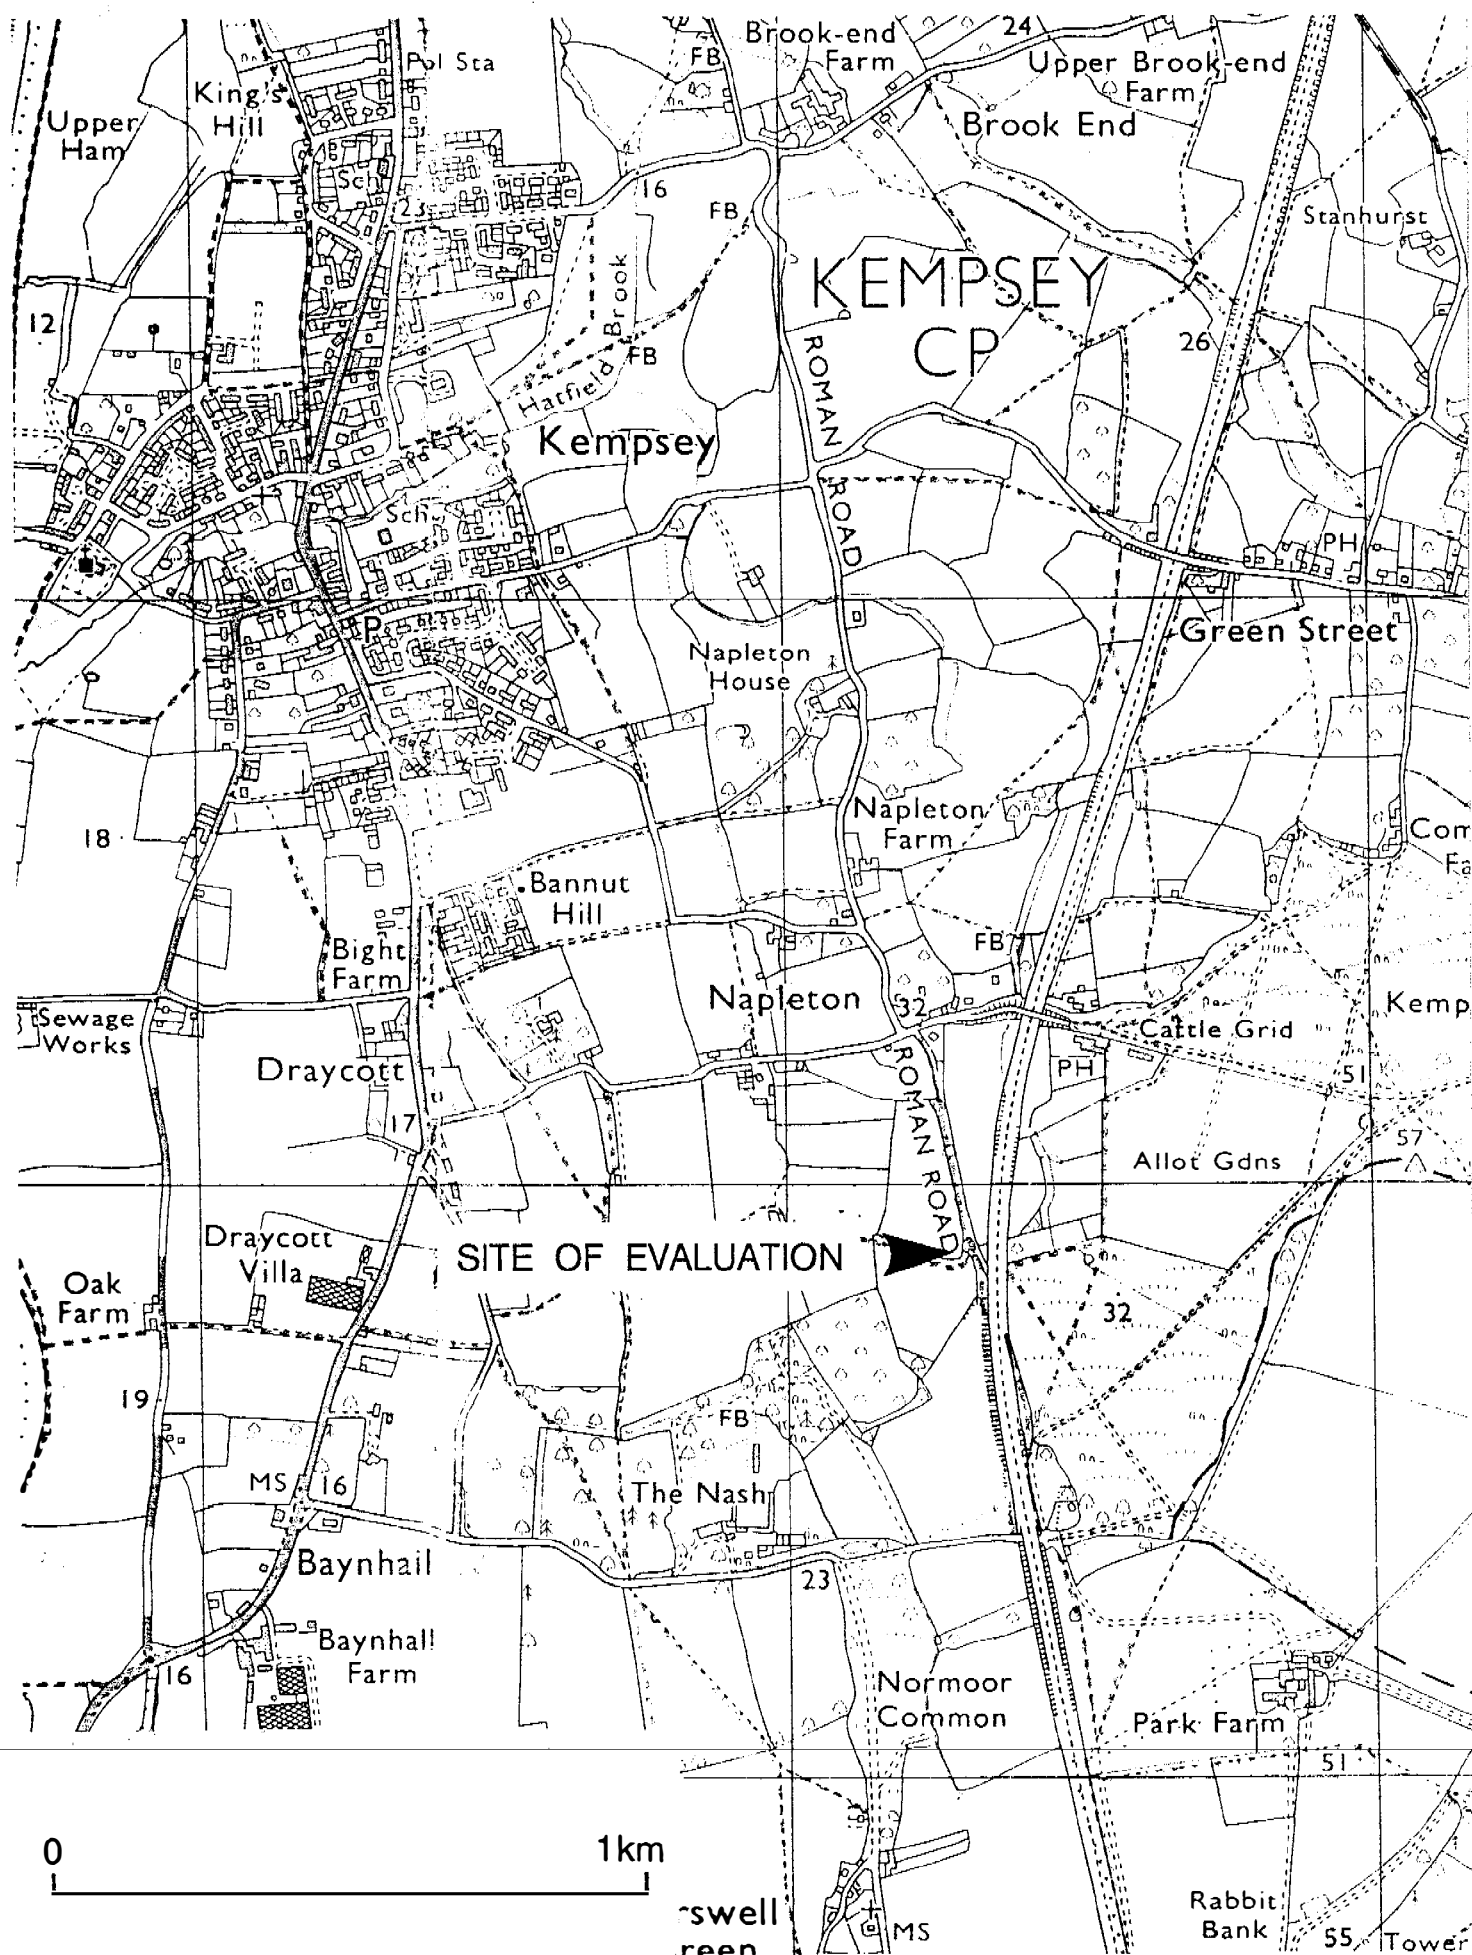 24
Brook-end
Farm
FB
Pol Sta
Upper Brook-end
Farm
King's
Hill
Upper
Ham
Brook End
Sch
16
23
FB
Stanhurst
KEMPSEY
CP
12
Hatfield Brook
FB
26
ROMAN ROAD
Kempsey
Sch
PH
P
Green Street
Napleton
House
18
Napleton
Farm
Com
Fa
Bannut
Hill
Bight
Farm
FB
Napleton
32
Kemp
Sewage
Works
Cattle Grid
Draycott
PH
51
ROMAN ROAD
17
57
Allot Gdns
Draycott
Villa
SITE OF EVALUATION
Oak
Farm
32
19
FB
MS
16
The Nash
Baynhall
23
Baynhall
Farm
16
Normoor
Common
Park Farm
51
0
1km
rswell
reen
MS
Rabbit
Bank
55
Tower